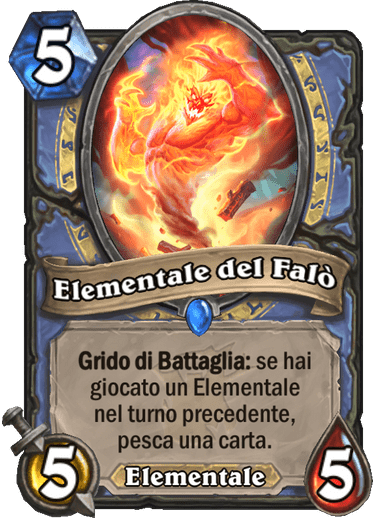 5
Elementale del Falò
Grido di Battaglia: se hai
giocato un Elementale
nel turno precedente,
pesca una carta.
5
Elementale
5